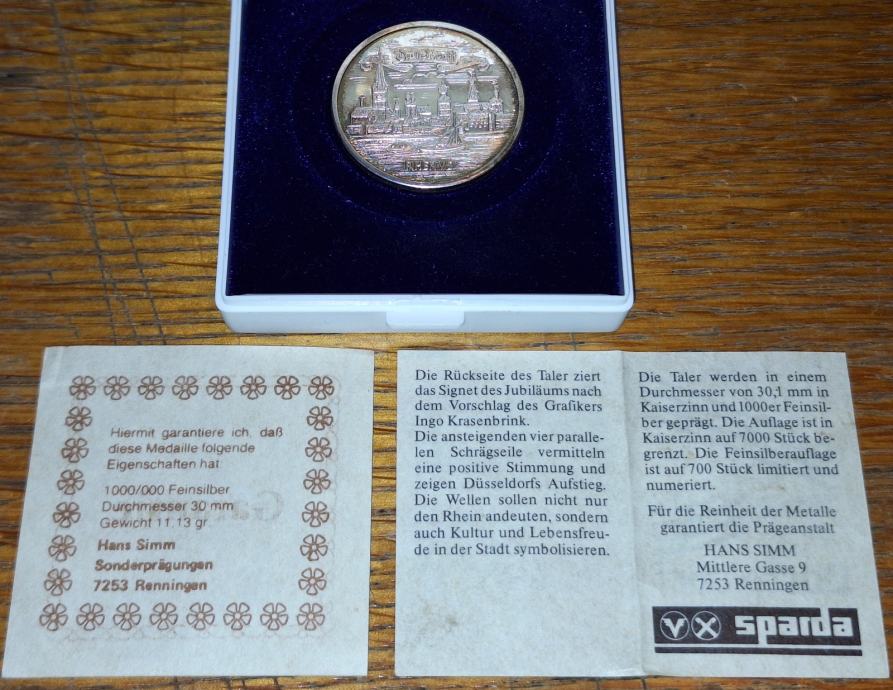 RHENVS
Hiermit garantiere ich, daß
diese Medaille folgende
Eigenschaften hat:
1000/000 Feinsilber
Durchmesser 30 mm
Gewicht 11,13 gr.
Hans Simm
Sonderprägungen
7253 Renningen
Die Rückseite des Taler ziert
das Signet des Jubiläums nach
dem Vorschlag des Grafikers
Ingo Krasenbrink.
Die ansteigenden vier paralle-
len Schrägseile vermitteln
eine positive Stimmung und
zeigen Düsseldorfs Aufstieg.
Die Wellen sollen nicht nur
den Rhein andeuten, sondern
auch Kultur und Lebensfreu-
de in der Stadt symbolisieren.
Die Taler werden in einem
Durchmesser von 30,1 mm in
Kaiserzinn und 1000er Feinsil-
ber geprägt. Die Auflage ist in
Kaiserzinn auf 7000 Stück be-
grenzt. Die Feinsilberauflage
ist auf 700 Stück limitiert und
numeriert.
Für die Reinheit der Metalle
garantiert die Prägeanstalt
HANS SIMM
Mittlere Gasse 9
7253 Renningen
sparda